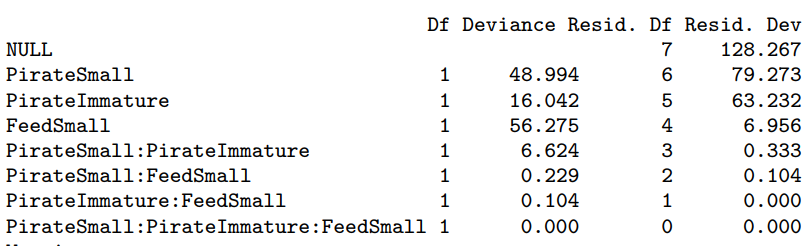 Df Deviance Resid. Df Resid. Dev
NULL 7 128.267
PirateSmall 1 48.994 6 79.273
PirateImmature 1 16.042 5 63.232
FeedSmall 1 56.275 4 6.956
PirateSmall:PirateImmature 1 6.624 3 0.333
PirateSmall:FeedSmall 1 0.229 2 0.104
PirateImmature:FeedSmall 1 0.104 1 0.000
PirateSmall:PirateImmature:FeedSmall 1 0.000 0 0.000